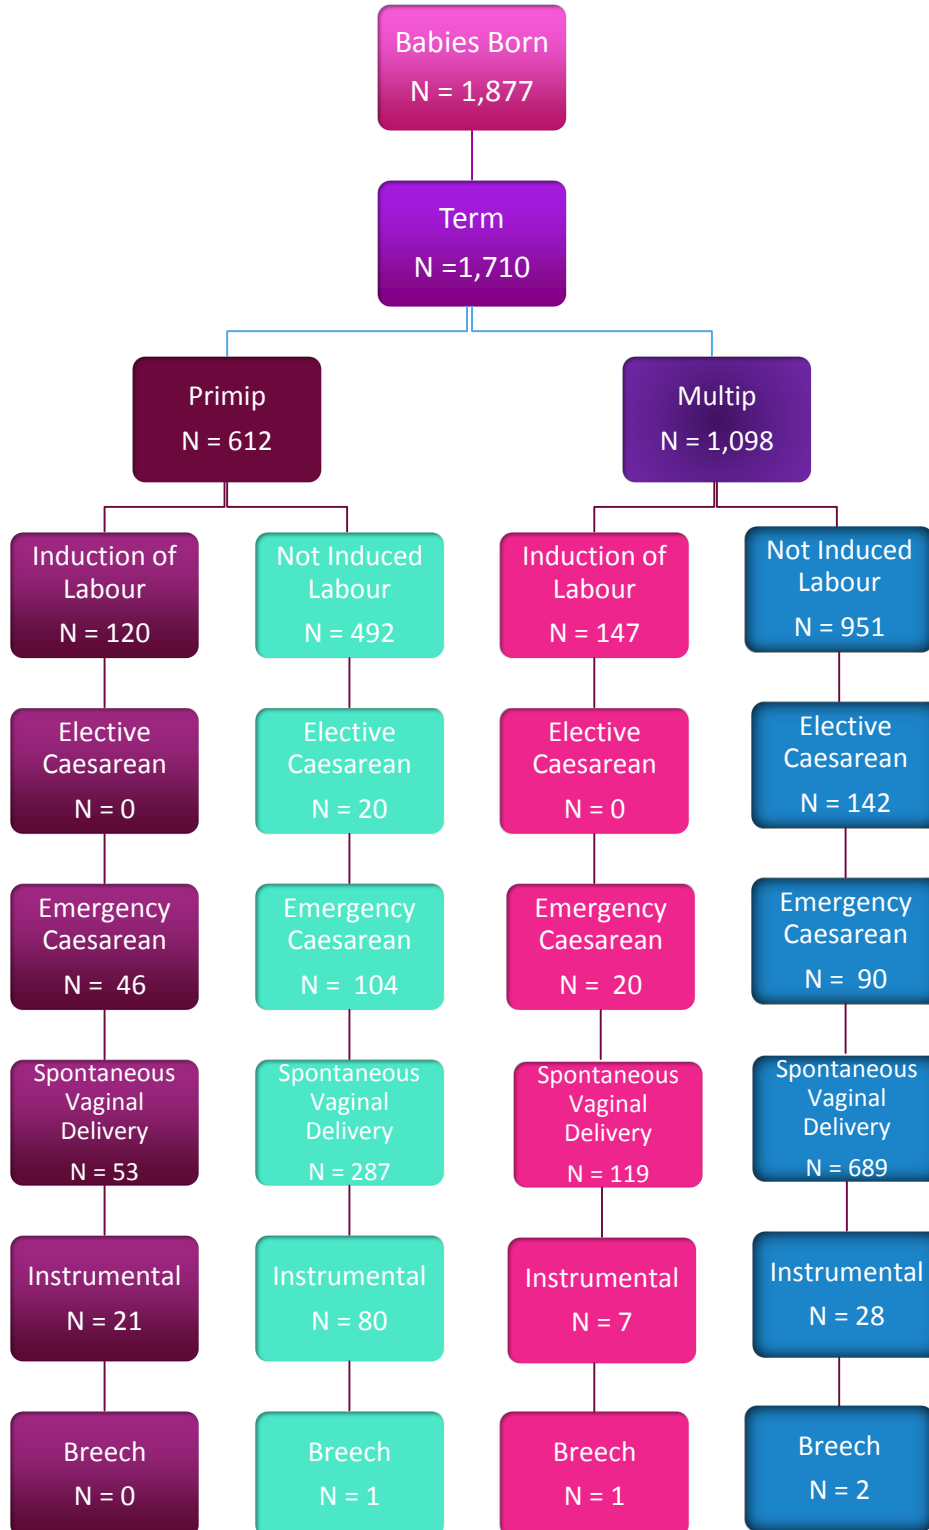 Babies Born
N = 1,877
Term
N =1,710
Primip
N = 612
Multip
N = 1,098
Induction of
Labour
N = 120
Not Induced
Labour
N = 492
Induction of
Labour
N = 147
Not Induced
Labour
N = 951
Elective
Caesarean
N = 0
Elective
Caesarean
N = 20
Elective
Caesarean
N = 0
Elective
Caesarean
N = 142
Emergency
Caesarean
N = 46
Emergency
Caesarean
N = 104
Emergency
Caesarean
N = 20
Emergency
Caesarean
N = 90
Spontaneous
Vaginal
Delivery
N = 53
Spontaneous
Vaginal
Delivery
N = 287
Spontaneous
Vaginal
Delivery
N = 119
Spontaneous
Vaginal
Delivery
N = 689
Instrumental
N = 21
Instrumental
N = 80
Instrumental
N = 7
Instrumental
N = 28
Breech
N = 0
Breech
N = 1
Breech
N = 1
Breech
N = 2